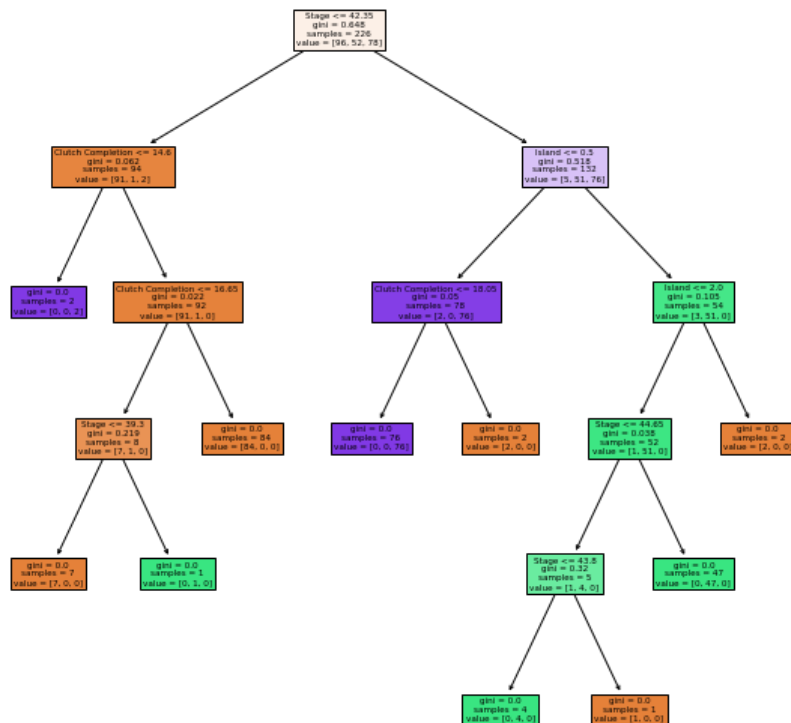 Stage <= 42.35
gini = 0.648
samples = 226
value = [96, 52, 78]
Clutch Completion <= 14.6
gini = 0.062
samples = 94
value = [91, 1, 2]
Island <= 0.5
gini = 0.518
samples = 132
value = [5, 51, 76]
gini = 0.0
samples = 2
value = [0, 0, 2]
Clutch Completion <= 16.65
gini = 0.022
samples = 92
value = [91, 1, 0]
Clutch Completion <= 18.05
gini = 0.05
samples = 78
value = [2, 0, 76]
Island <= 2.0
gini = 0.105
samples = 54
value = [3, 51, 0]
Stage <= 39.3
gini = 0.219
samples = 8
value = [7, 1, 0]
gini = 0.0
samples = 84
value = [84, 0, 0]
gini = 0.0
samples = 76
value = [0, 0, 76]
gini = 0.0
samples = 2
value = [2, 0, 0]
Stage <= 44.65
gini = 0.038
samples = 52
value = [1, 51, 0]
gini = 0.0
samples = 2
value = [2, 0, 0]
gini = 0.0
samples = 7
value = [7, 0, 0]
gini = 0.0
samples = 1
value = [0, 1, 0]
Stage <= 43.8
gini = 0.32
samples = 5
value = [1, 4, 0]
gini = 0.0
samples = 47
value = [0, 47, 0]
gini = 0.0
samples = 4
value = [0, 4, 0]
gini = 0.0
samples = 1
value = [1, 0, 0]